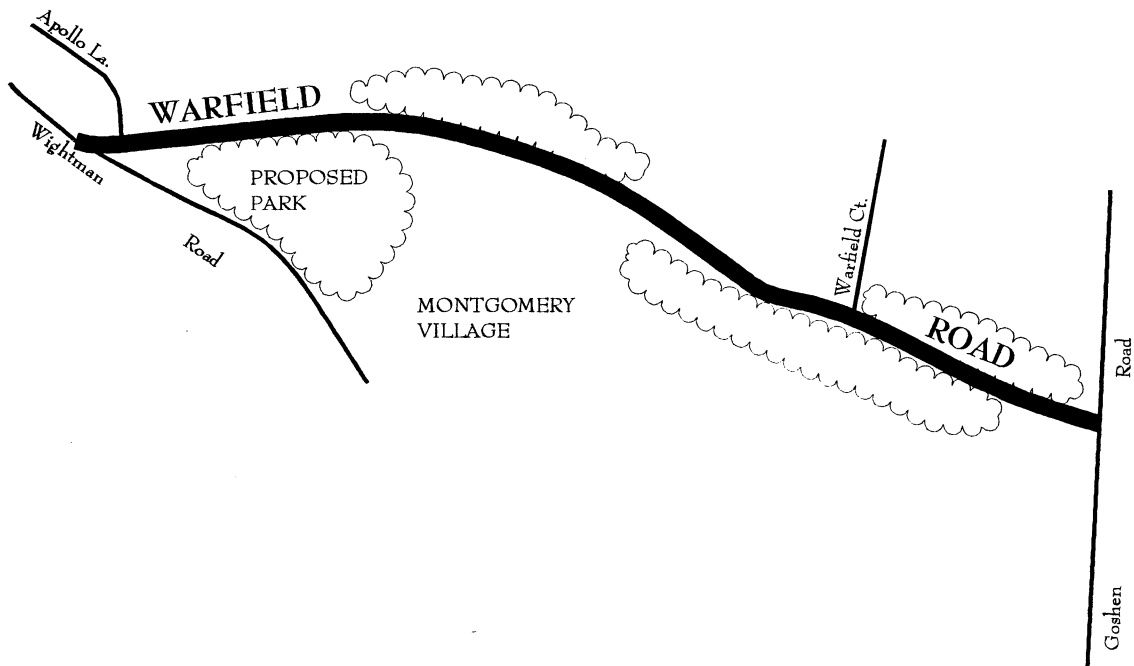 Apollo La.
WARFIELD
Wightman
Road
PROPOSED
PARK
MONTGOMERY
VILLAGE
Warfield Ct.
ROAD
Road
Goshen